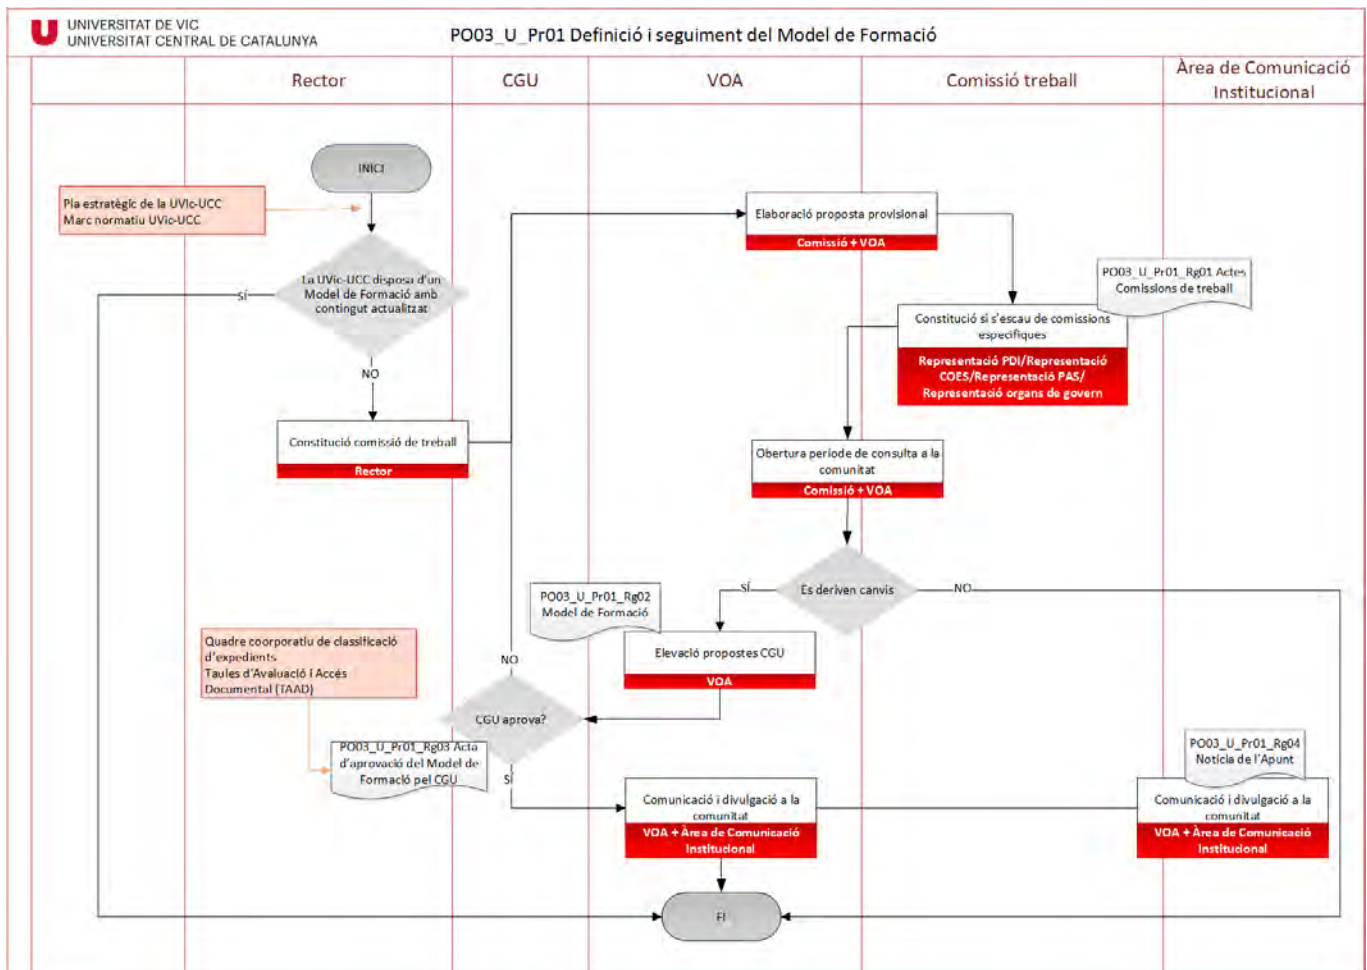 UNIVERSITAT DE VIC
UNIVERSITAT CENTRAL DE CATALUNYA
PO03_U_Pr01 Definició i seguiment del Model de Formació
Rector
CGU
VOA
Comissió treball
Àrea de Comunicació
Institucional
INICI
Pla estratègic de la UVic-UCC
Marc normatiu UVic-UCC
Elaboració proposta provisional
Comissió + VOA
La UVic-UCC disposa d'un
Model de Formació amb
contingut actualitzat
SÍ
NO
PO03_U_Pr01_Rg01 Actes
Comissions de treball
Constitució si s'escau de comissions
específiques
Representació PDI/Representació
COES/Representació PAS/
Representació organs de govern
Constitució comissió de treball
Rector
Obertura període de consulta a la
comunitat
Comissió + VOA
Es deriven canvis
SÍ
NO
PO03_U_Pr01_Rg02
Model de Formació
Elevació propostes CGU
VOA
Quadre coorporatiu de classificació
d'expedients
Taules d'Avaluació i Accés
Documental (TAAD)
NO
CGU aprova?
SÍ
PO03_U_Pr01_Rg03 Acta
d'aprovació del Model de
Formació pel CGU
PO03_U_Pr01_Rg04
Notícia de l'Apunt
Comunicació i divulgació a la
comunitat
VOA + Àrea de Comunicació
Institucional
Comunicació i divulgació a la
comunitat
VOA + Àrea de Comunicació
Institucional
FI